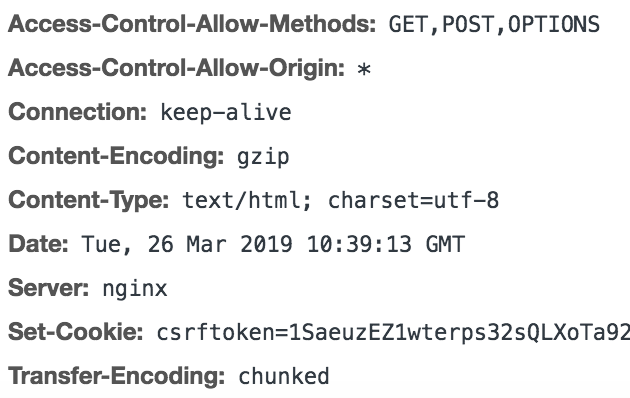 Access-Control-Allow-Methods: GET,POST,OPTIONS
Access-Control-Allow-Origin: *
Connection: keep-alive
Content-Encoding: gzip
Content-Type: text/html; charset=utf-8
Date: Tue, 26 Mar 2019 10:39:13 GMT
Server: nginx
Set-Cookie: csrftoken=1SaeuzEZ1wterps32sQLXoTa92
Transfer-Encoding: chunked